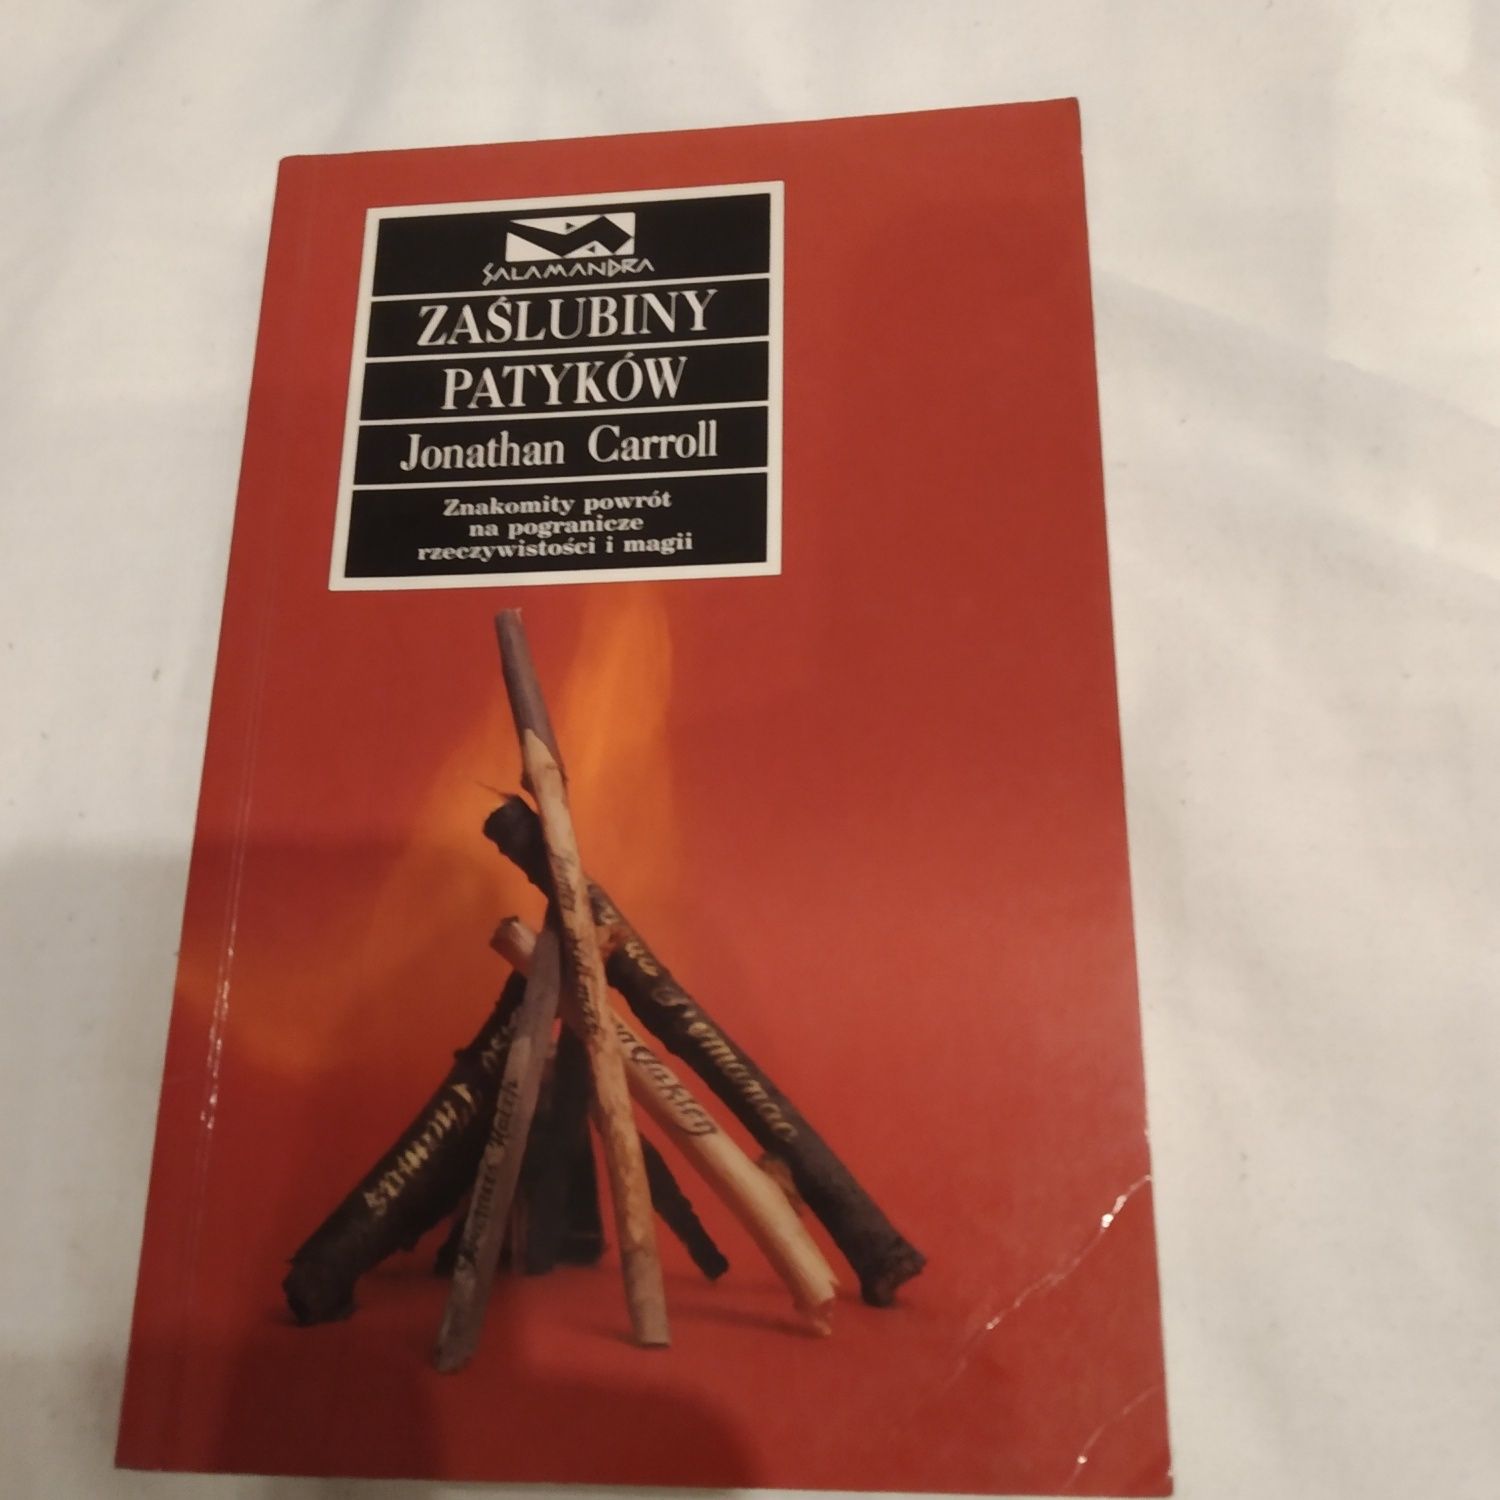 SALAMANDRA
ZAŚLUBINY
PATYKÓW
Jonathan Carroll
Znakomity powrót
na pogranicze
rzeczywistości i magii